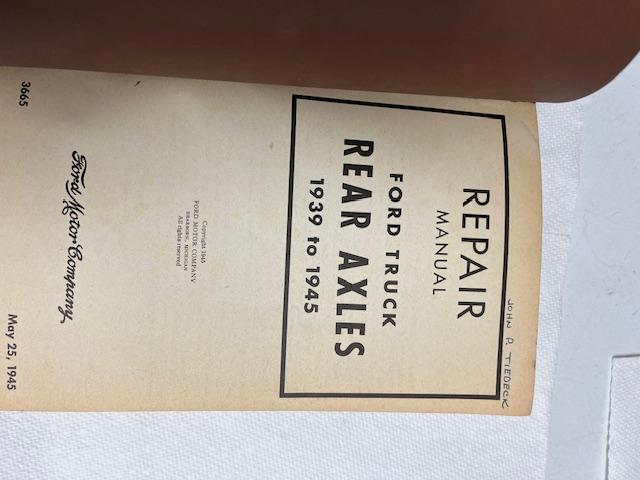 JOHN P. TIEDECK
REPAIR
MANUAL
FORD TRUCK
REAR AXLES
1939 to 1945
Copyright 1945
FORD MOTOR COMPANY
DEARBORN, MICHIGAN
All rights reserved
Ford Motor Company
3665
May 25, 1945